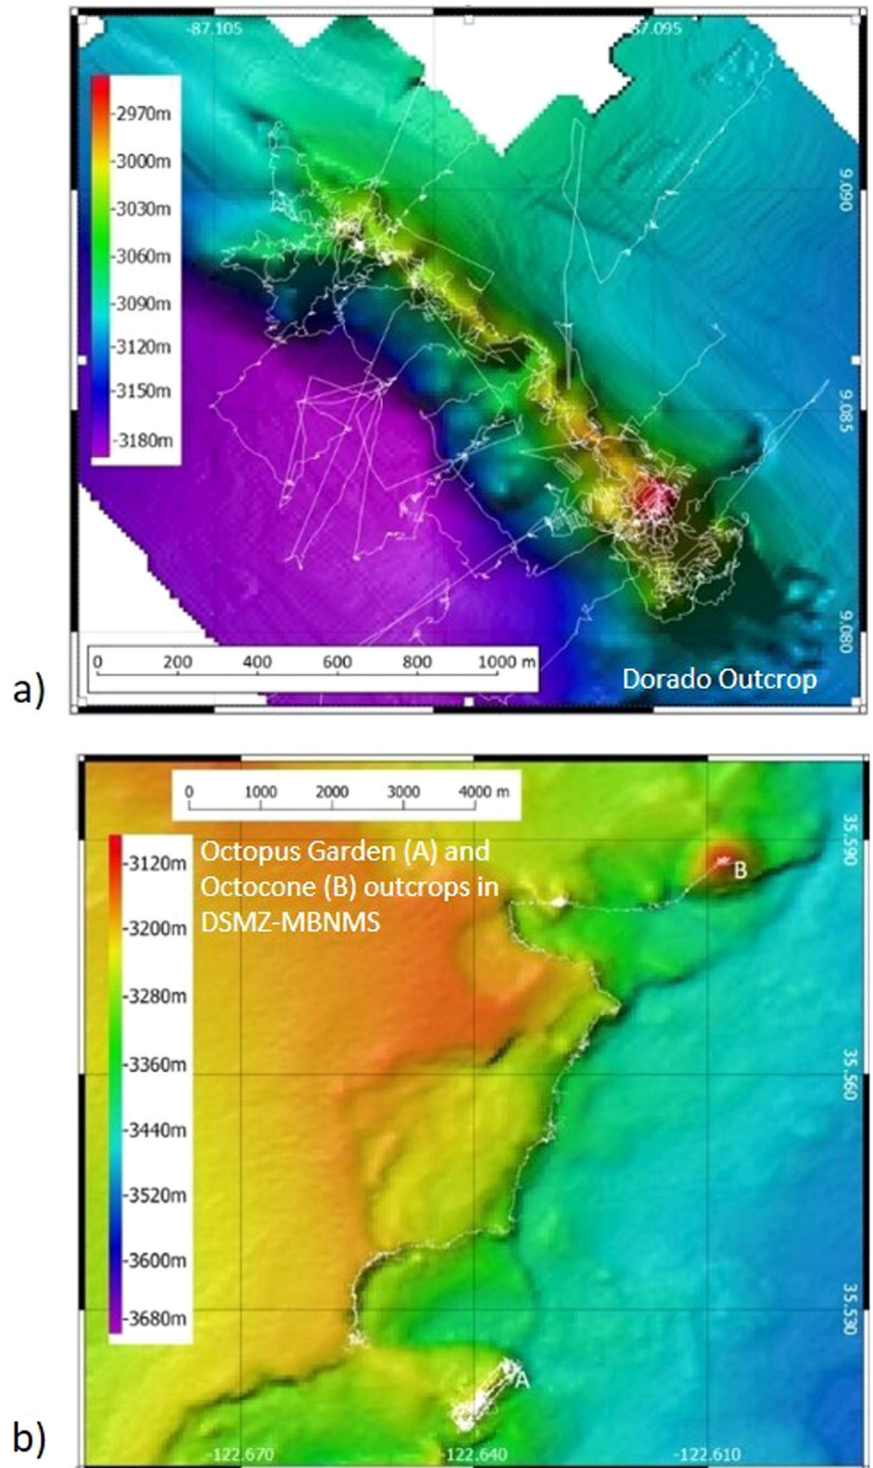 -87.105
-87.095
-2970m
-3000m
-3030m
-3060m
-3090m
-3120m
-3150m
-3180m
9.090
9.085
9.080
0 200 400 600 800 1000 m
Dorado Outcrop
a)
0 1000 2000 3000 4000 m
Octopus Garden (A) and
Octocone (B) outcrops in
DSMZ-MBNMS
-3120m
-3200m
-3280m
-3360m
-3440m
-3520m
-3600m
-3680m
B
A
35.590
35.560
35.530
-122.670
-122.640
-122.610
b)